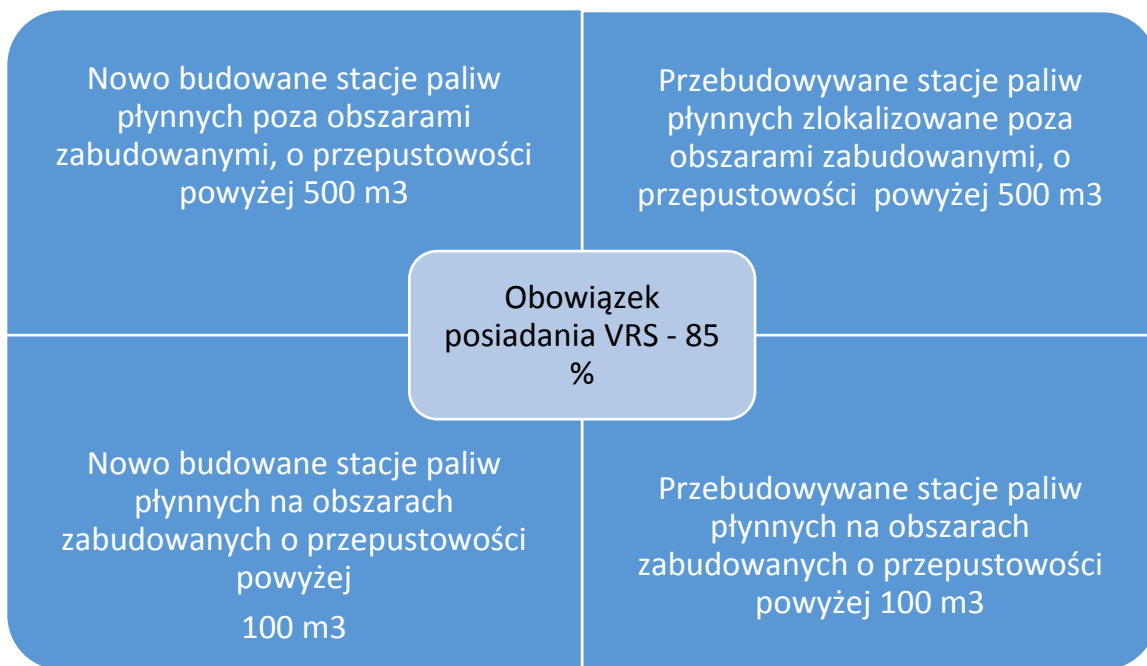 Nowo budowane stacje paliw
płynnych poza obszarami
zabudowanymi, o przepustowości
powyżej 500 m3
Przebudowywane stacje paliw
płynnych zlokalizowane poza
obszarami zabudowanymi, o
przepustowości  powyżej 500 m3
Obowiązek
posiadania VRS - 85
%
Nowo budowane stacje paliw
płynnych na obszarach
zabudowanych o przepustowości
powyżej
100 m3
Przebudowywane stacje paliw
płynnych na obszarach
zabudowanych o przepustowości
powyżej 100 m3